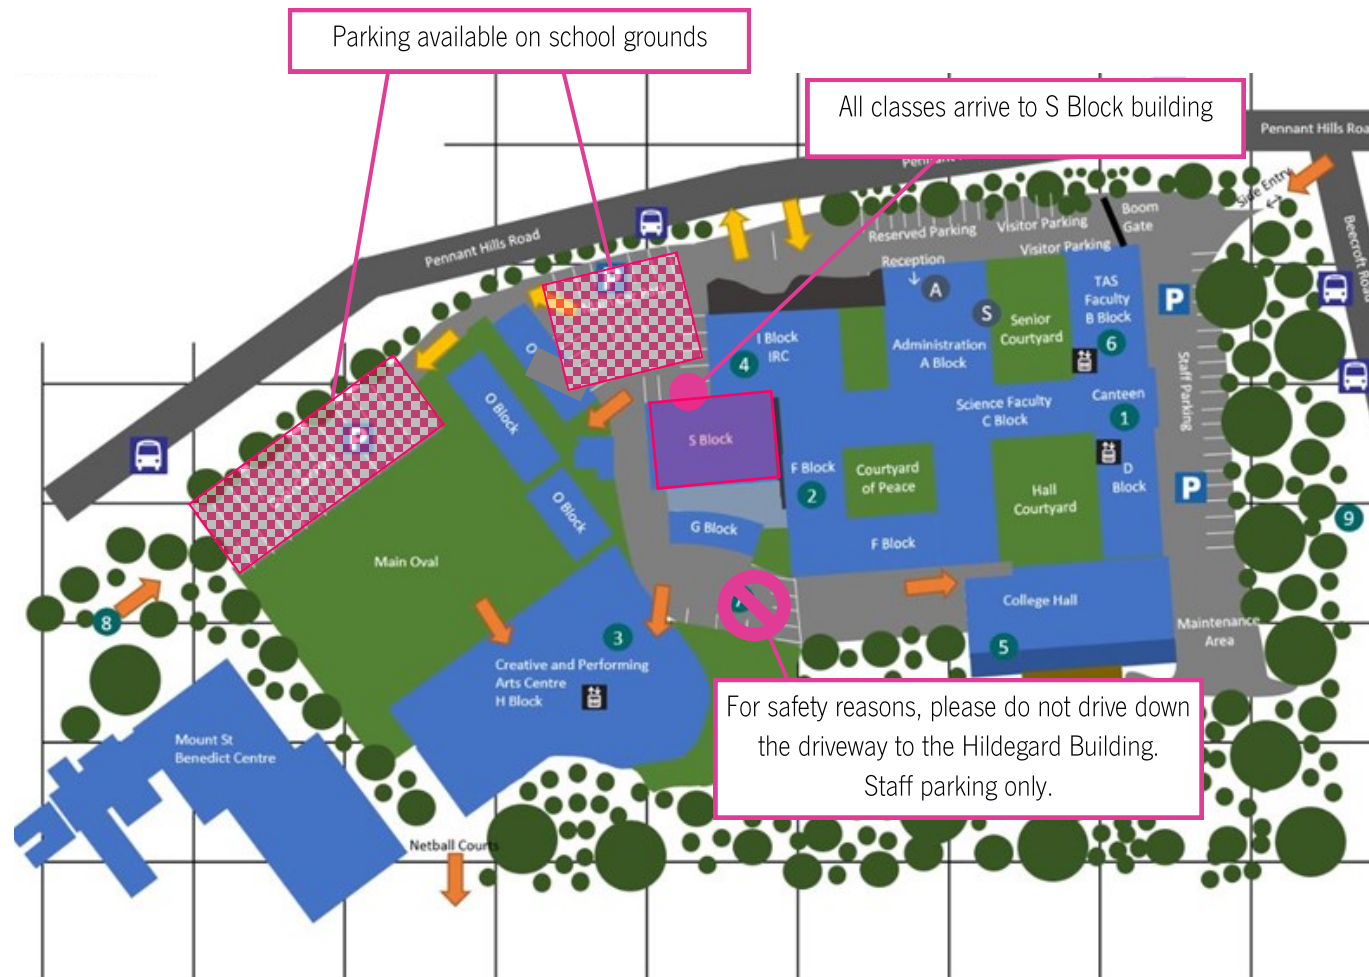 Parking available on school grounds
All classes arrive to S Block building
Pennant Hills
Side Entry
Boom
Gate
Reserved Parking
Visitor Parking
Visitor Parking
Pennant Hills Road
Beecroft Road
Reception
A
S
P
TAS
Faculty
B Block
6
Senior
Courtyard
Administration
A Block
I Block
IRC
4
O
O Block
O Block
S Block
Science Faculty
C Block
Canteen
1
Staff Parking
F Block
2
Courtyard
of Peace
Hall
Courtyard
D
Block
P
9
G Block
F Block
Main Oval
8
College Hall
5
Maintenance
Area
3
Creative and Performing
Arts Centre
H Block
For safety reasons, please do not drive down
the driveway to the Hildegard Building.
Staff parking only.
Mount St
Benedict Centre
Netball Courts